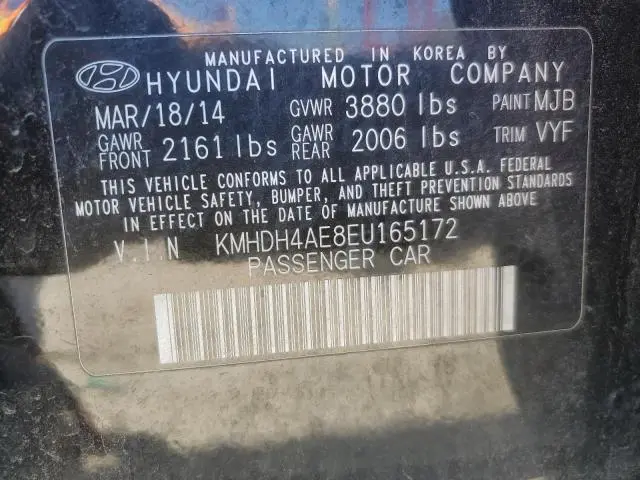 MANUFACTURED IN KOREA BY
HYUNDAI MOTOR COMPANY
MAR/18/14 GVWR 3880 lbs PAINT MJB
GAWR FRONT 2161 lbs GAWR REAR 2006 lbs TRIM VYF
THIS VEHICLE CONFORMS TO ALL APPLICABLE U.S.A. FEDERAL
MOTOR VEHICLE SAFETY, BUMPER, AND THEFT PREVENTION STANDARDS
IN EFFECT ON THE DATE OF MANUFACTURE SHOWN ABOVE
V.I.N KMHDH4AE8EU165172
PASSENGER CAR